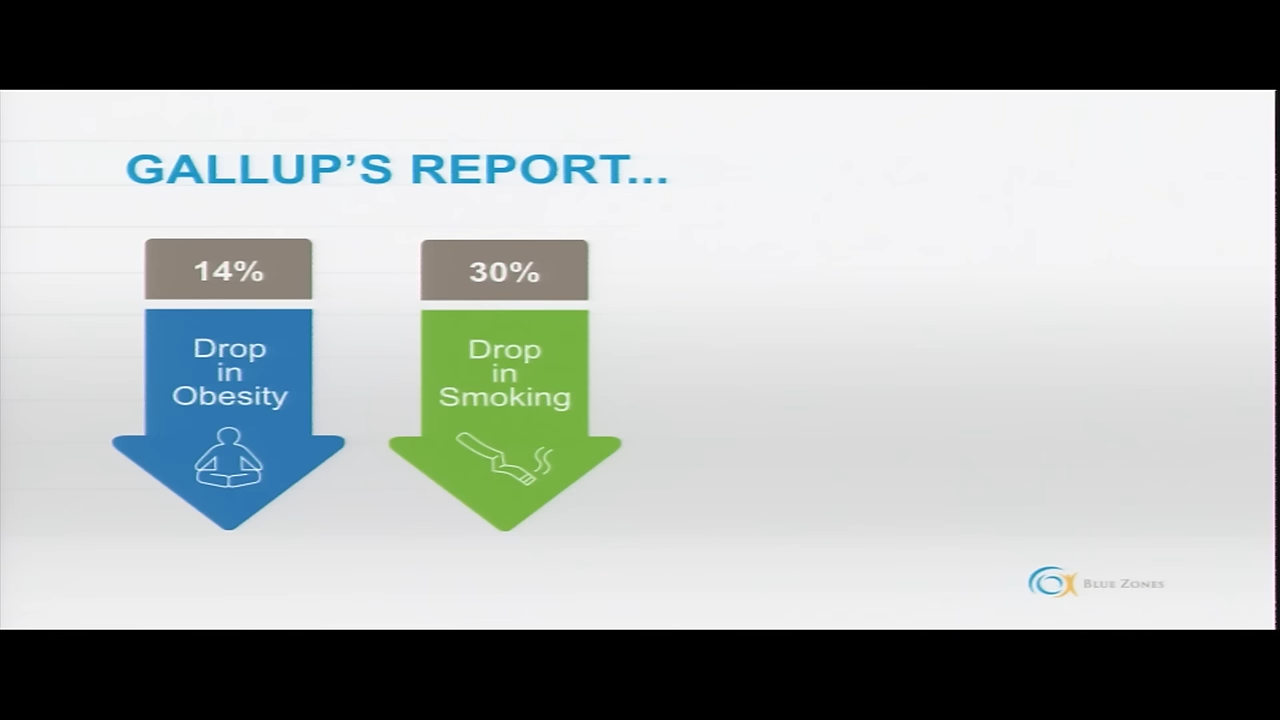 GALLUP’S REPORT...
14%
Drop
in
Obesity
30%
Drop
in
Smoking
BLUE ZONES